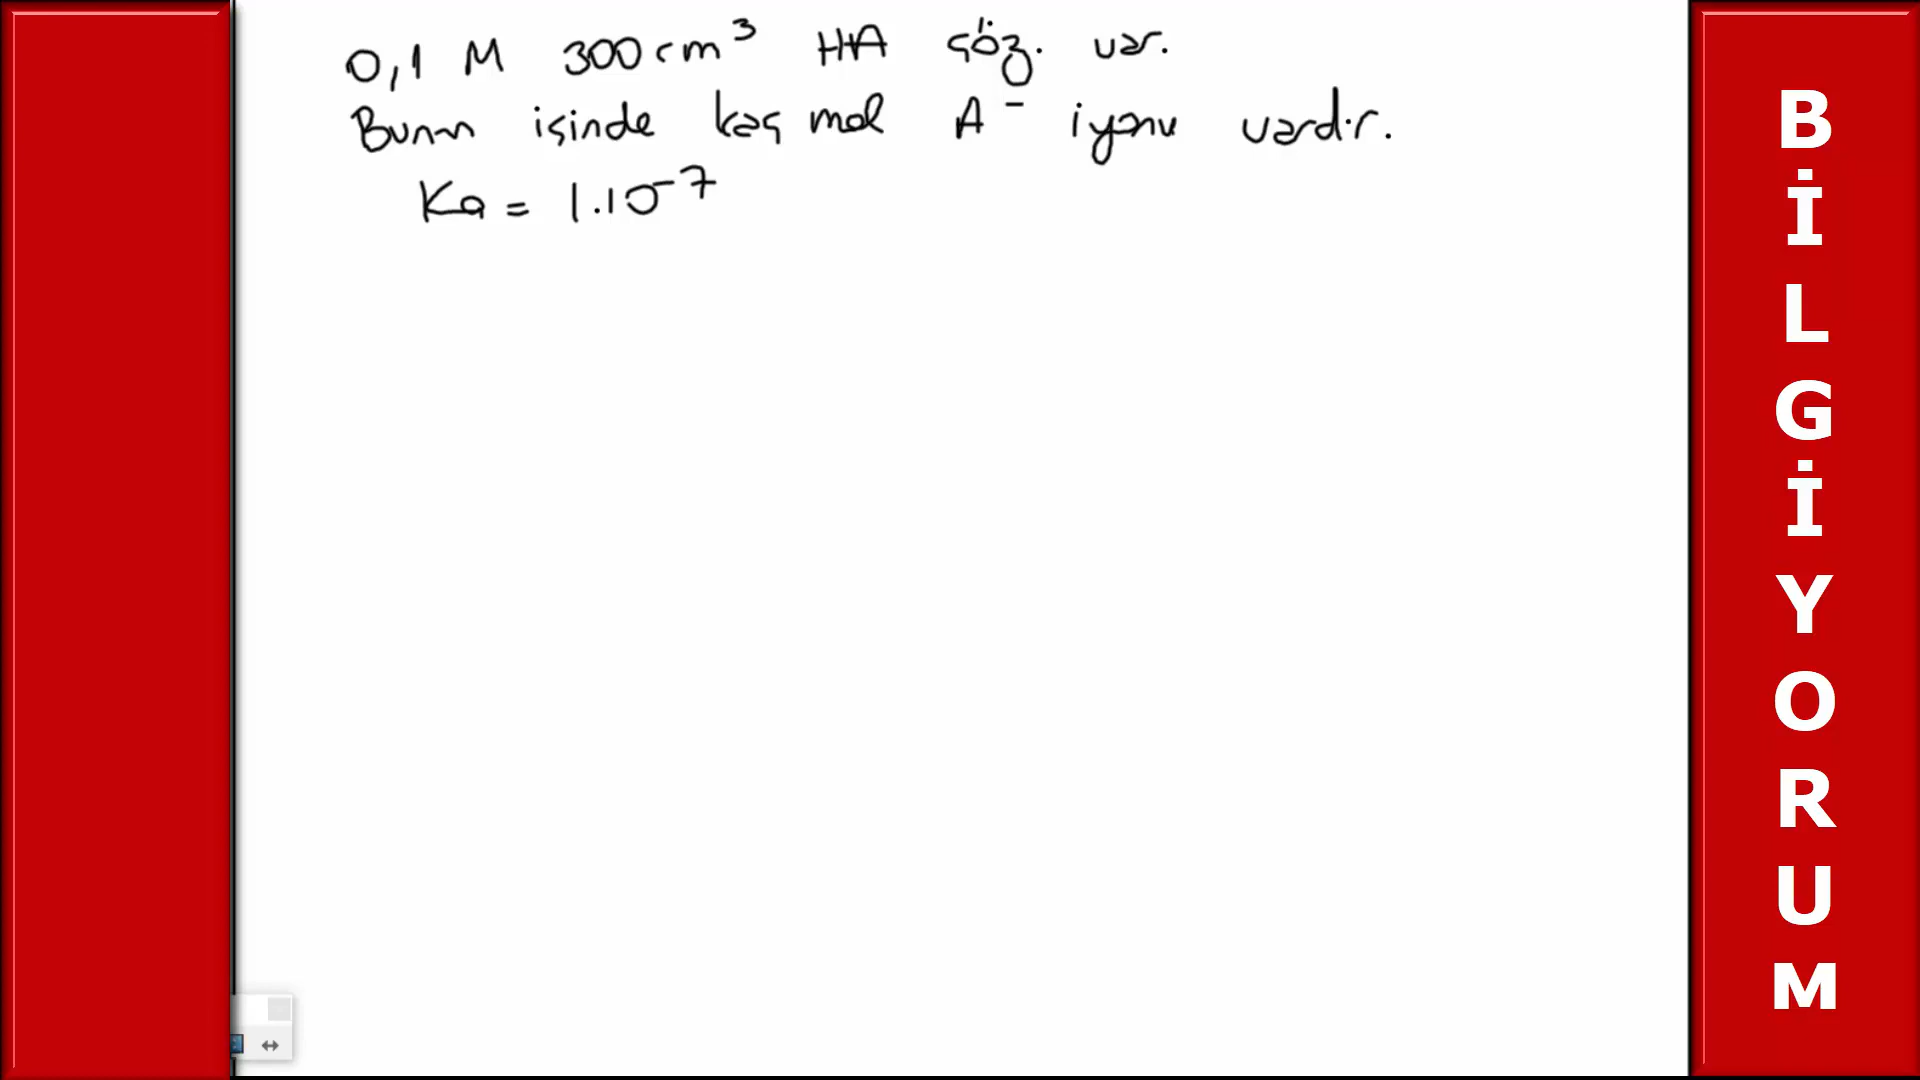 0,1 M 300 cm³ HA çöz. var.
Bunun içinde kaç mol A⁻ iyonu vardır.
Ka = 1.10⁻⁷
BİLGİYORUM